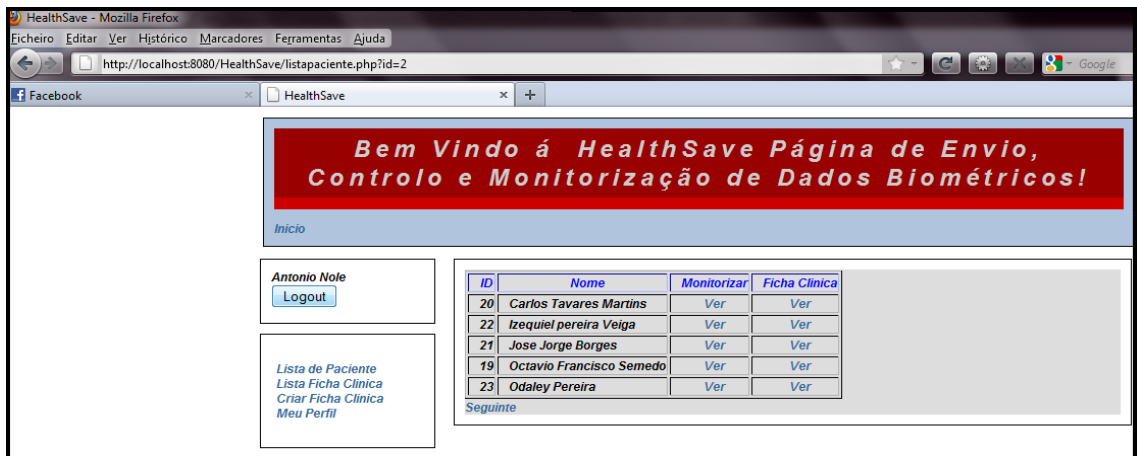 HealthSave - Mozilla Firefox
Ficheiro Editar Ver Histórico Marcadores Ferramentas Ajuda
http://localhost:8080/HealthSave/listapaciente.php?id=2
Google
Facebook
HealthSave
Bem Vindo á HealthSave Página de Envio,
Controlo e Monitorização de Dados Biométricos!
Inicio
Antonio Nole
Logout
Lista de Paciente
Lista Ficha Clinica
Criar Ficha Clinica
Meu Perfil
ID Nome Monitorizar Ficha Clinica
20 Carlos Tavares Martins Ver Ver
22 Izequiel pereira Veiga Ver Ver
21 Jose Jorge Borges Ver Ver
19 Octavio Francisco Semedo Ver Ver
23 Odaley Pereira Ver Ver
Seguinte